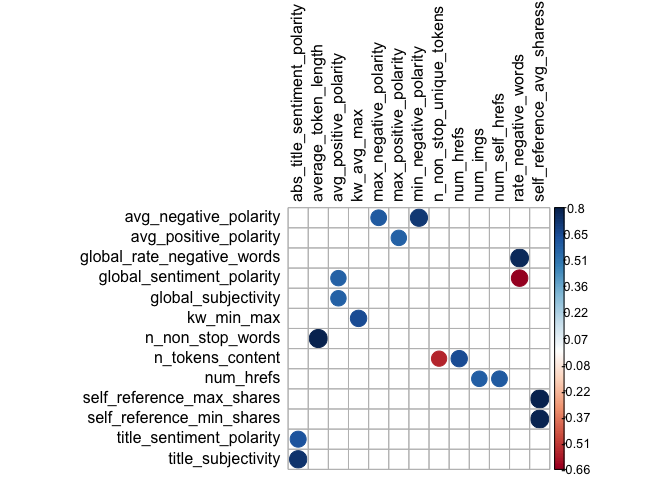 abs_title_sentiment_polarity
average_token_length
avg_positive_polarity
kw_avg_max
max_negative_polarity
max_positive_polarity
min_negative_polarity
n_non_stop_unique_tokens
num_hrefs
num_imgs
num_self_hrefs
rate_negative_words
self_reference_avg_sharess
avg_negative_polarity
avg_positive_polarity
global_rate_negative_words
global_sentiment_polarity
global_subjectivity
kw_min_max
n_non_stop_words
n_tokens_content
num_hrefs
self_reference_max_shares
self_reference_min_shares
title_sentiment_polarity
title_subjectivity
0.8
0.65
0.51
0.36
0.22
0.07
-0.08
-0.22
-0.37
-0.51
-0.66